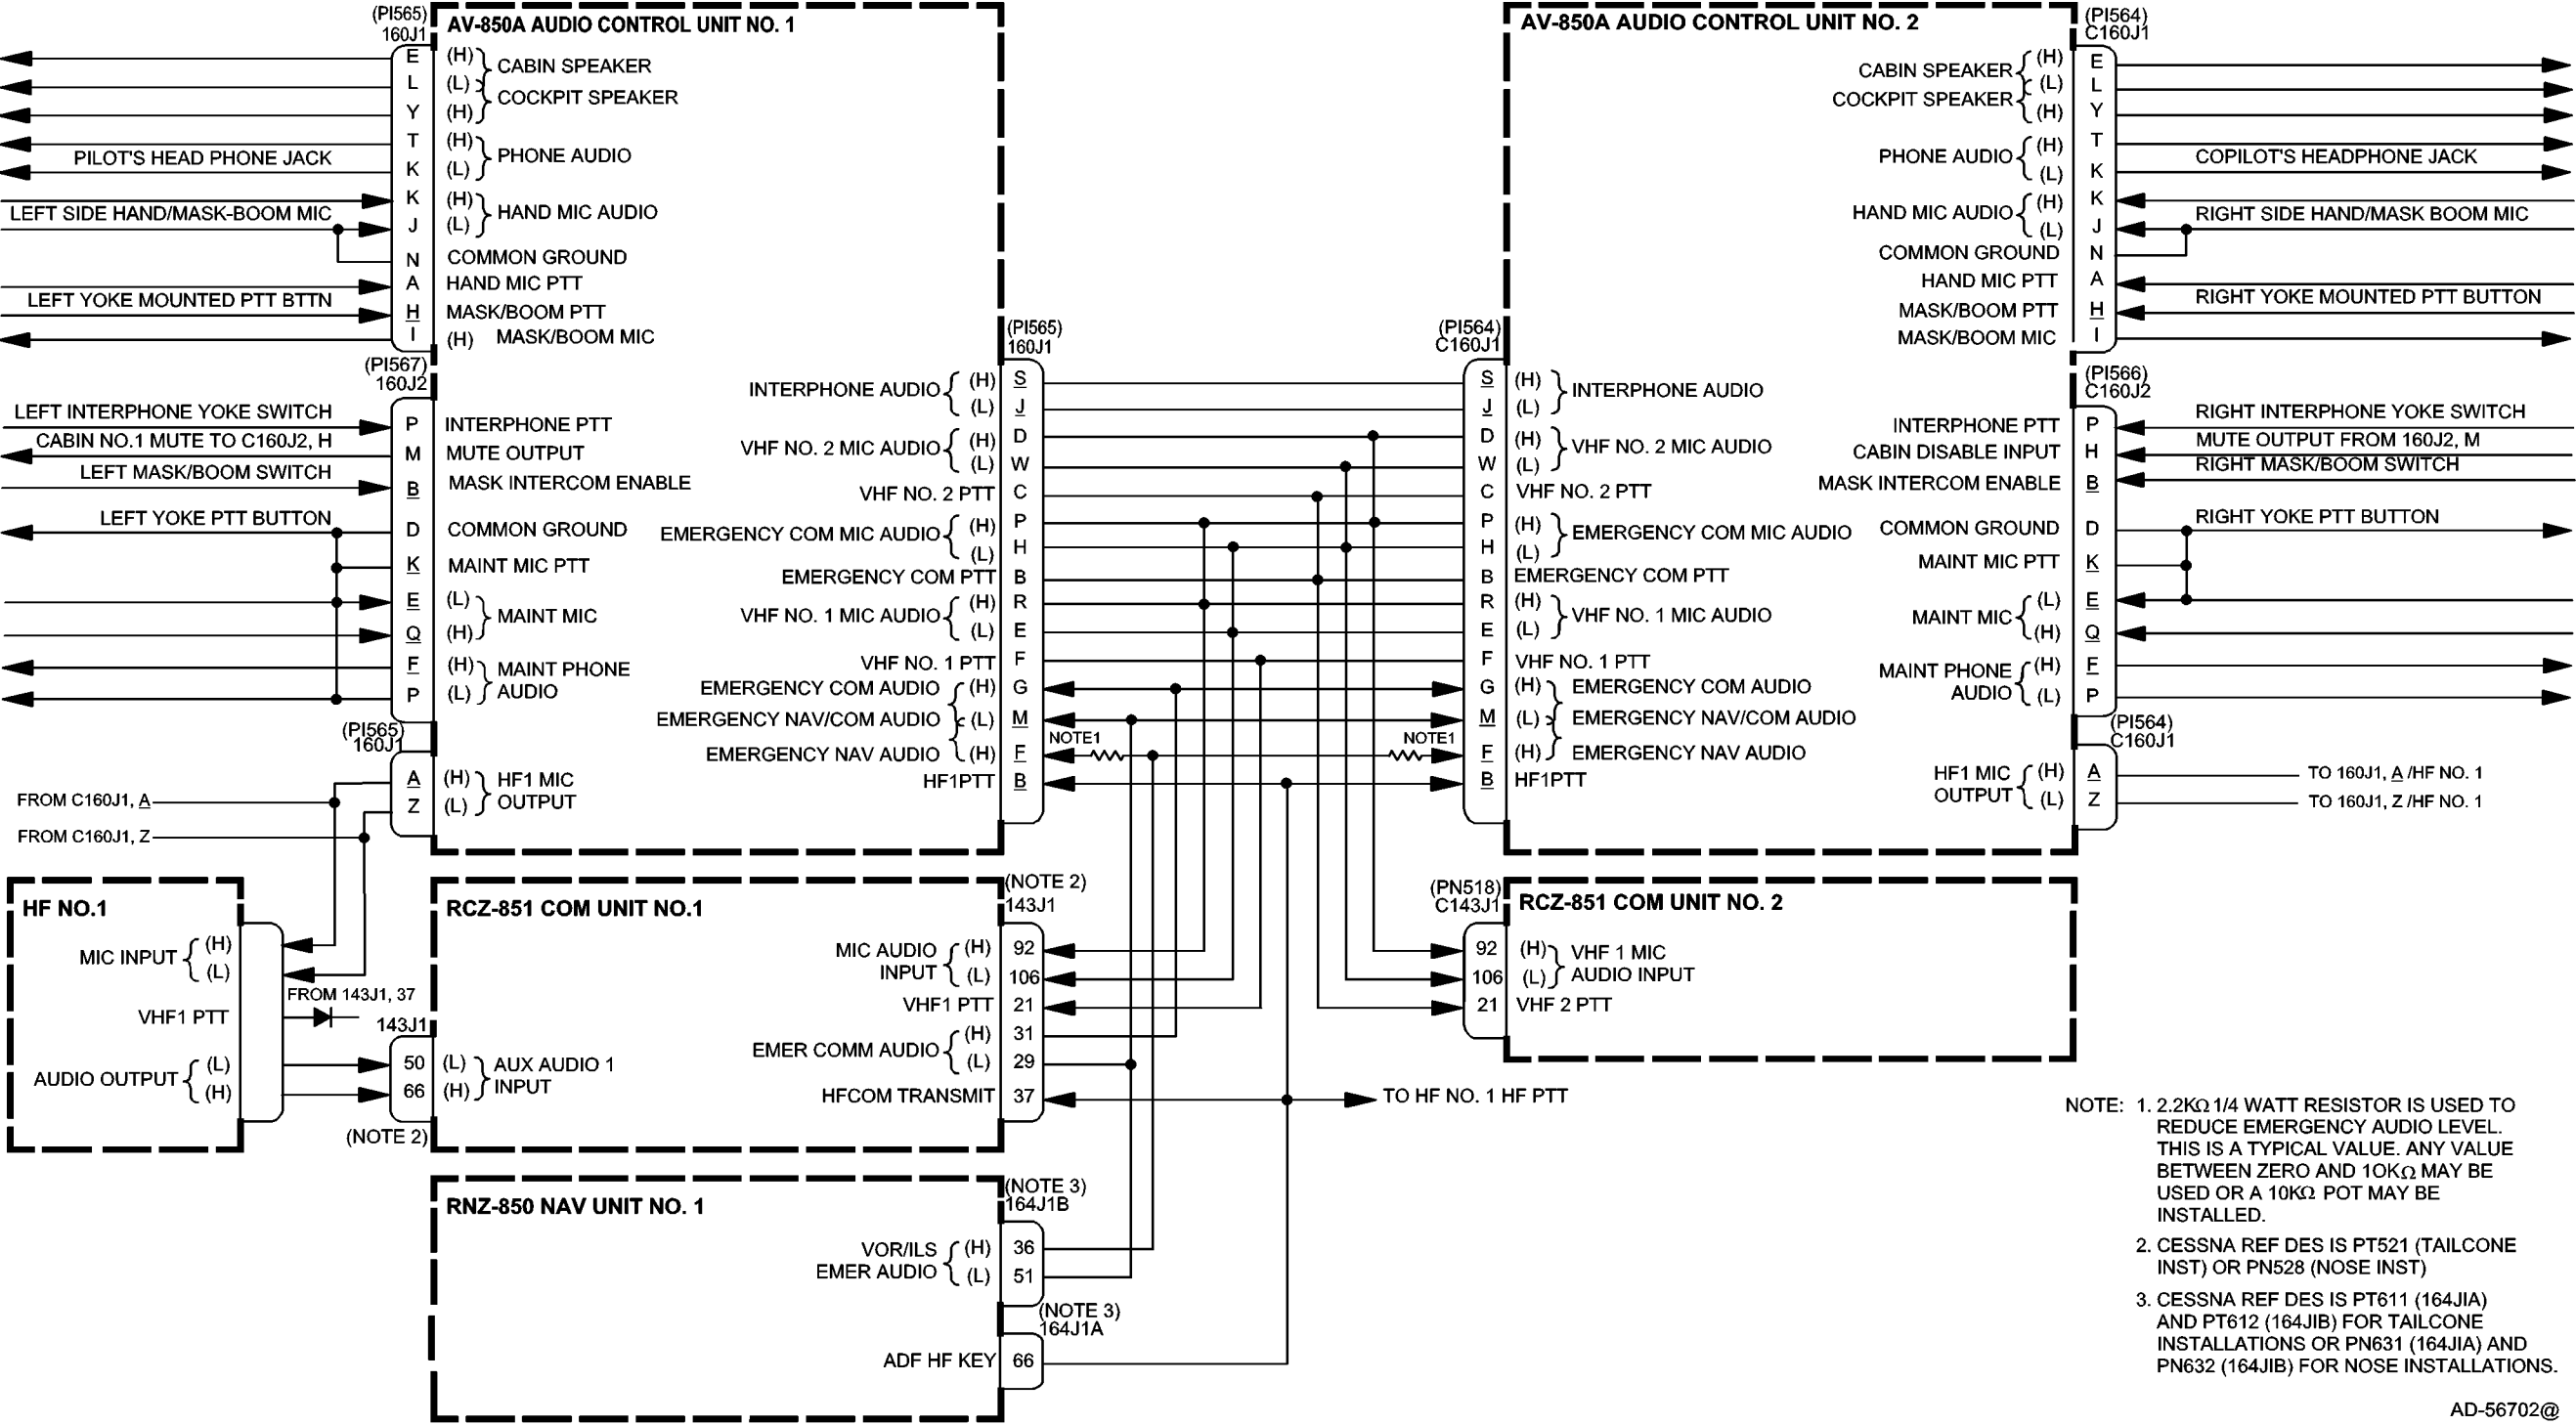 (PI565)
160J1
AV-850A AUDIO CONTROL UNIT NO. 1
E (H) CABIN SPEAKER
L (L) COCKPIT SPEAKER
Y (H)
T (H) PHONE AUDIO
PILOT'S HEAD PHONE JACK
K (L)
K (H) HAND MIC AUDIO
LEFT SIDE HAND/MASK-BOOM MIC
J (L)
N COMMON GROUND
A HAND MIC PTT
LEFT YOKE MOUNTED PTT BTTN
H MASK/BOOM PTT
I (H) MASK/BOOM MIC
(PI567)
160J2
LEFT INTERPHONE YOKE SWITCH
P INTERPHONE PTT
CABIN NO.1 MUTE TO C160J2, H
M MUTE OUTPUT
LEFT MASK/BOOM SWITCH
B MASK INTERCOM ENABLE
LEFT YOKE PTT BUTTON
D COMMON GROUND
K MAINT MIC PTT
E (L) MAINT MIC
Q (H)
F (H) MAINT PHONE
P (L) AUDIO
(PI565)
160J1
A (H) HF1 MIC
Z (L) OUTPUT
FROM C160J1, A
FROM C160J1, Z
(PI565)
160J1
INTERPHONE AUDIO (H) S
(L) J
VHF NO. 2 MIC AUDIO (H) D
(L) W
VHF NO. 2 PTT C
EMERGENCY COM MIC AUDIO (H) P
(L) H
EMERGENCY COM PTT B
VHF NO. 1 MIC AUDIO (H) R
(L) E
VHF NO. 1 PTT F
EMERGENCY COM AUDIO (H) G
EMERGENCY NAV/COM AUDIO (L) M
NOTE1
EMERGENCY NAV AUDIO (H) F
HF1PTT B
AV-850A AUDIO CONTROL UNIT NO. 2
(PI564)
C160J1
S (H) INTERPHONE AUDIO
J (L)
D (H) VHF NO. 2 MIC AUDIO
W (L)
C VHF NO. 2 PTT
P (H) EMERGENCY COM MIC AUDIO
H (L)
B EMERGENCY COM PTT
R (H) VHF NO. 1 MIC AUDIO
E (L)
F VHF NO. 1 PTT
G (H) EMERGENCY COM AUDIO
M (L) EMERGENCY NAV/COM AUDIO
NOTE1
F (H) EMERGENCY NAV AUDIO
B HF1PTT
(PI564)
C160J1
CABIN SPEAKER (H) E
COCKPIT SPEAKER (L) L
(H) Y
PHONE AUDIO (H) T
COPILOT'S HEADPHONE JACK
(L) K
HAND MIC AUDIO (H) K
RIGHT SIDE HAND/MASK BOOM MIC
(L) J
COMMON GROUND N
HAND MIC PTT A
RIGHT YOKE MOUNTED PTT BUTTON
MASK/BOOM PTT H
MASK/BOOM MIC I
(PI566)
C160J2
RIGHT INTERPHONE YOKE SWITCH
INTERPHONE PTT P
MUTE OUTPUT FROM 160J2, M
CABIN DISABLE INPUT H
RIGHT MASK/BOOM SWITCH
MASK INTERCOM ENABLE B
RIGHT YOKE PTT BUTTON
COMMON GROUND D
MAINT MIC PTT K
MAINT MIC (L) E
(H) Q
MAINT PHONE (H) F
AUDIO (L) P
(PI564)
C160J1
HF1 MIC (H) A TO 160J1, A /HF NO. 1
OUTPUT (L) Z TO 160J1, Z /HF NO. 1
HF NO.1
MIC INPUT (H)
(L)
FROM 143J1, 37
VHF1 PTT
AUDIO OUTPUT (L)
(H)
143J1
50 (L) AUX AUDIO 1
66 (H) INPUT
(NOTE 2)
RCZ-851 COM UNIT NO.1
(NOTE 2)
143J1
MIC AUDIO (H) 92
INPUT (L) 106
VHF1 PTT 21
EMER COMM AUDIO (H) 31
(L) 29
HFCOM TRANSMIT 37
TO HF NO. 1 HF PTT
(PN518)
C143J1
RCZ-851 COM UNIT NO. 2
92 (H) VHF 1 MIC
106 (L) AUDIO INPUT
21 VHF 2 PTT
RNZ-850 NAV UNIT NO. 1
(NOTE 3)
164J1B
VOR/ILS (H) 36
EMER AUDIO (L) 51
(NOTE 3)
164J1A
ADF HF KEY 66
NOTE: 1. 2.2KΩ 1/4 WATT RESISTOR IS USED TO
REDUCE EMERGENCY AUDIO LEVEL.
THIS IS A TYPICAL VALUE. ANY VALUE
BETWEEN ZERO AND 10KΩ MAY BE
USED OR A 10KΩ POT MAY BE
INSTALLED.
2. CESSNA REF DES IS PT521 (TAILCONE
INST) OR PN528 (NOSE INST)
3. CESSNA REF DES IS PT611 (164JIA)
AND PT612 (164JIB) FOR TAILCONE
INSTALLATIONS OR PN631 (164JIA) AND
PN632 (164JIB) FOR NOSE INSTALLATIONS.
AD-56702@